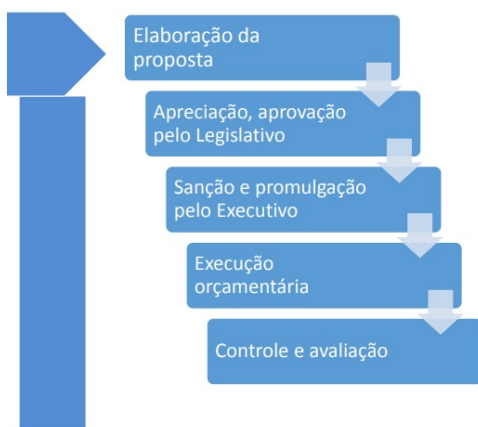 Elaboração da
proposta
Apreciação, aprovação
pelo Legislativo
Sanção e promulgação
pelo Executivo
Execução
orçamentária
Controle e avaliação